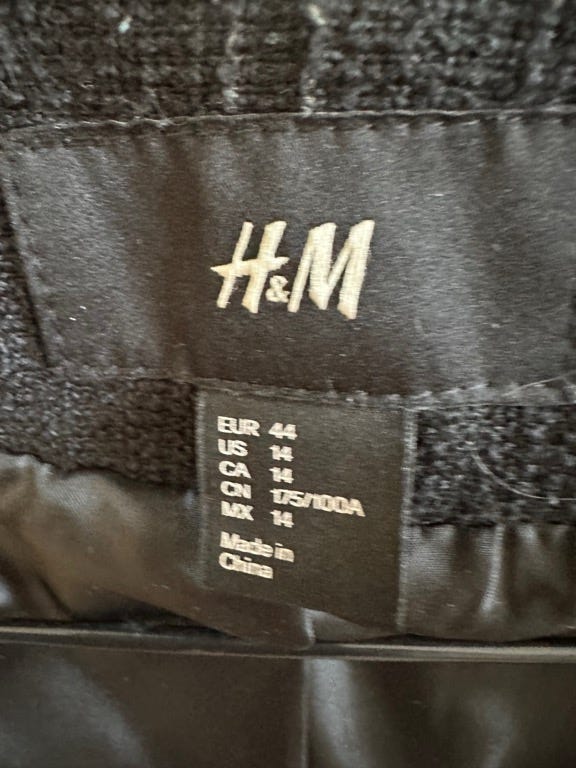 H&M
EUR 44
US 14
CA 14
CN 175/100A
MX 14
Made in
China